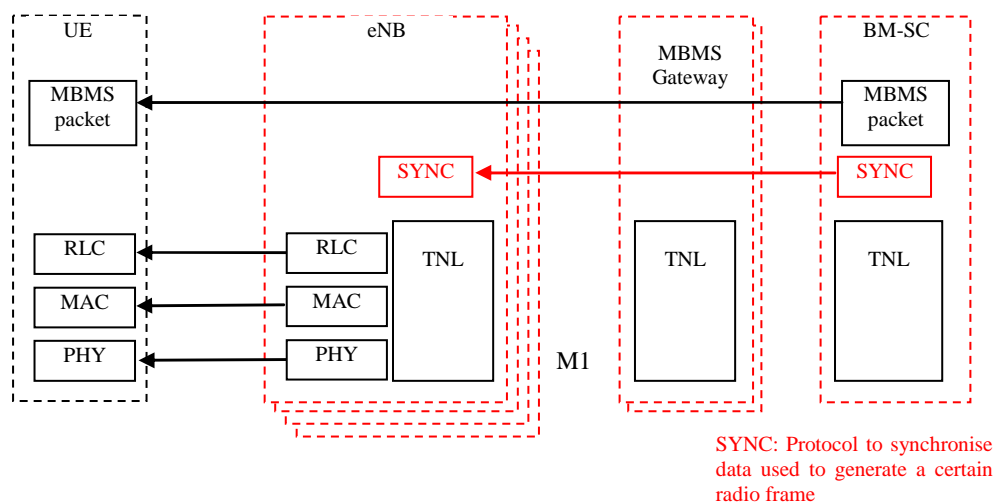 UE
eNB
MBMS
Gateway
BM-SC
MBMS
packet
MBMS
packet
SYNC
SYNC
RLC
RLC
TNL
TNL
TNL
MAC
MAC
PHY
PHY
M1
SYNC: Protocol to synchronise
data used to generate a certain
radio frame